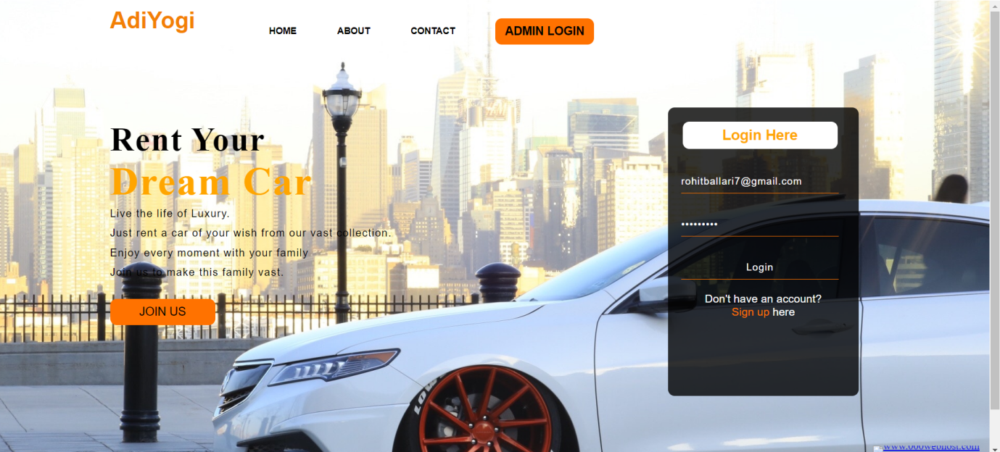 AdiYogi
HOME ABOUT CONTACT ADMIN LOGIN
Rent Your
Dream Car
Live the life of Luxury.
Just rent a car of your wish from our vast collection.
Enjoy every moment with your family
Join us to make this family vast.
JOIN US
Login Here
rohitballari7@gmail.com
•••••••••
Login
Don't have an account?
Sign up here
www.000webhost.com